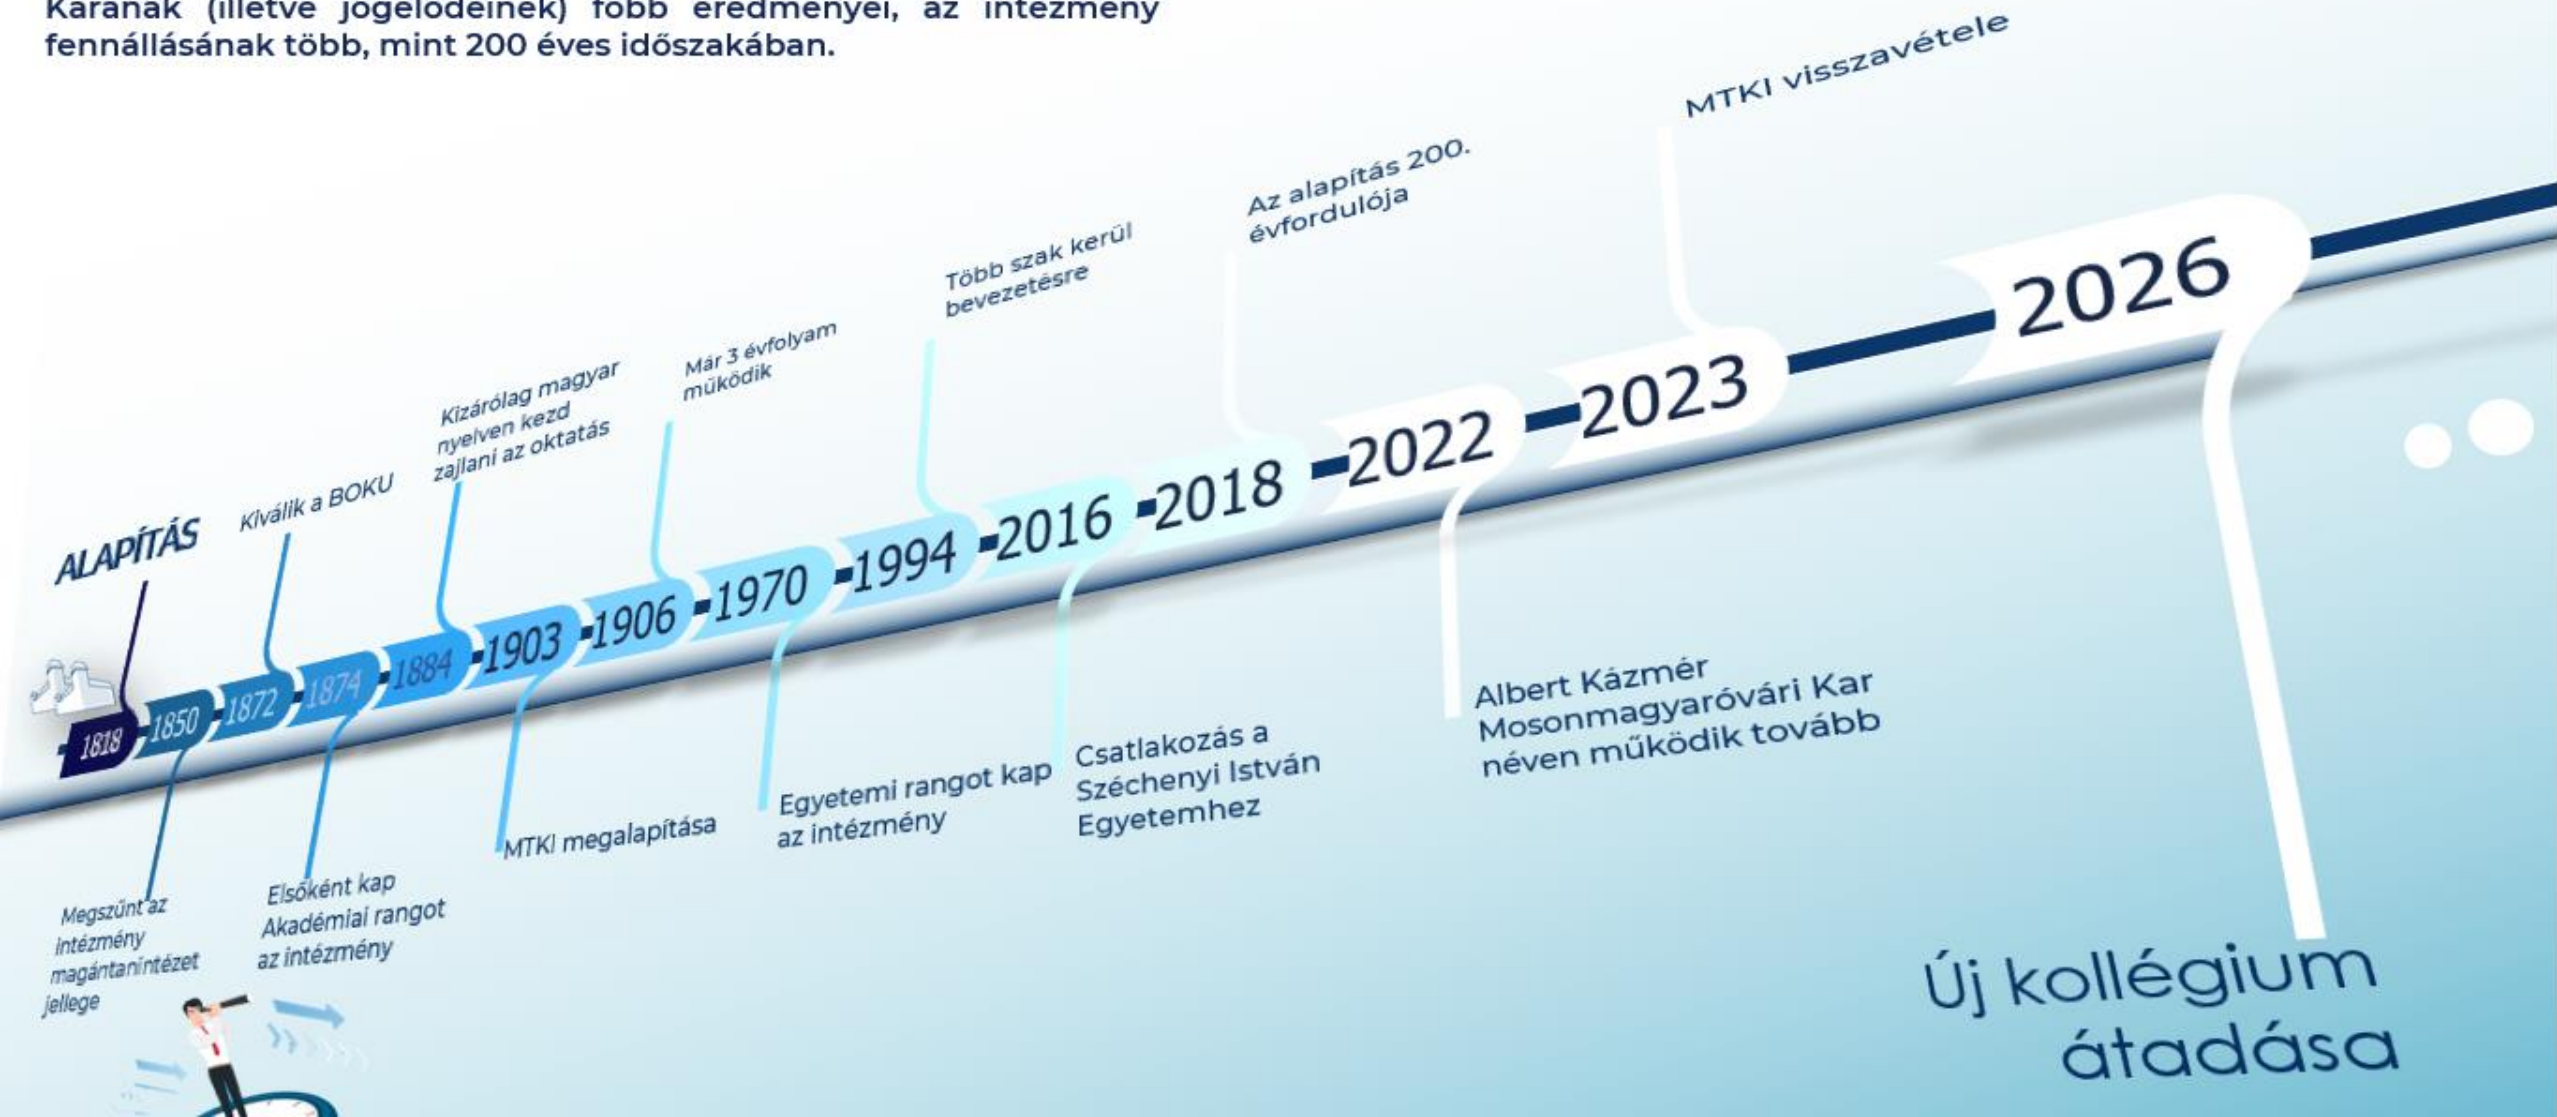 Karának (illetve jogelődeinek) főbb eredményei, az intézmény
fennállásának több, mint 200 éves időszakában.
ALAPÍTÁS
1818
1850
Megszűnt az
intézmény
magántanintézet
jellege
Kiválik a BOKU
1872
1874
Elsőként kap
Akadémiai rangot
az intézmény
Kizárólag magyar
nyelven kezd
zajlani az oktatás
1884
1903
MTKI megalapítása
Már 3 évfolyam
működik
1906
1970
Egyetemi rangot kap
az intézmény
Több szak kerül
bevezetésre
1994
2016
Csatlakozás a
Széchenyi István
Egyetemhez
Az alapítás 200.
évfordulója
2018
2022
Albert Kázmér
Mosonmagyaróvári Kar
néven működik tovább
MTKI visszavétele
2023
2026
Új kollégium
átadása